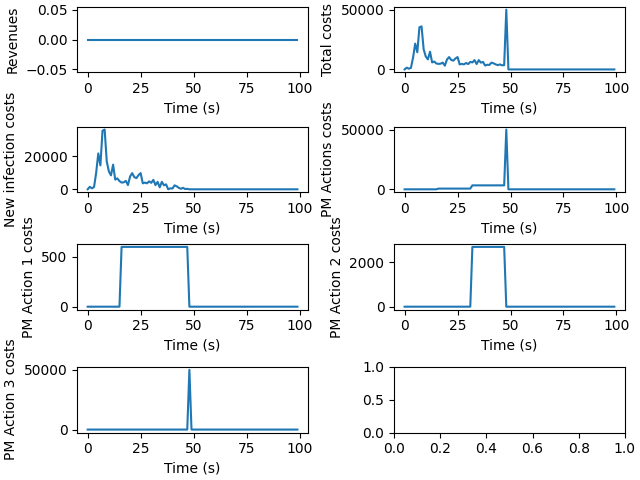 Revenues
0.05
0.00
−0.05
0 25 50 75 100
Time (s)
Total costs
50000
0
0 25 50 75 100
Time (s)
New infection costs
20000
0
0 25 50 75 100
Time (s)
PM Actions costs
50000
0
0 25 50 75 100
Time (s)
PM Action 1 costs
500
0
0 25 50 75 100
Time (s)
PM Action 2 costs
2000
0
0 25 50 75 100
Time (s)
PM Action 3 costs
50000
0
0 25 50 75 100
Time (s)
1.0
0.5
0.0
0.0 0.2 0.4 0.6 0.8 1.0